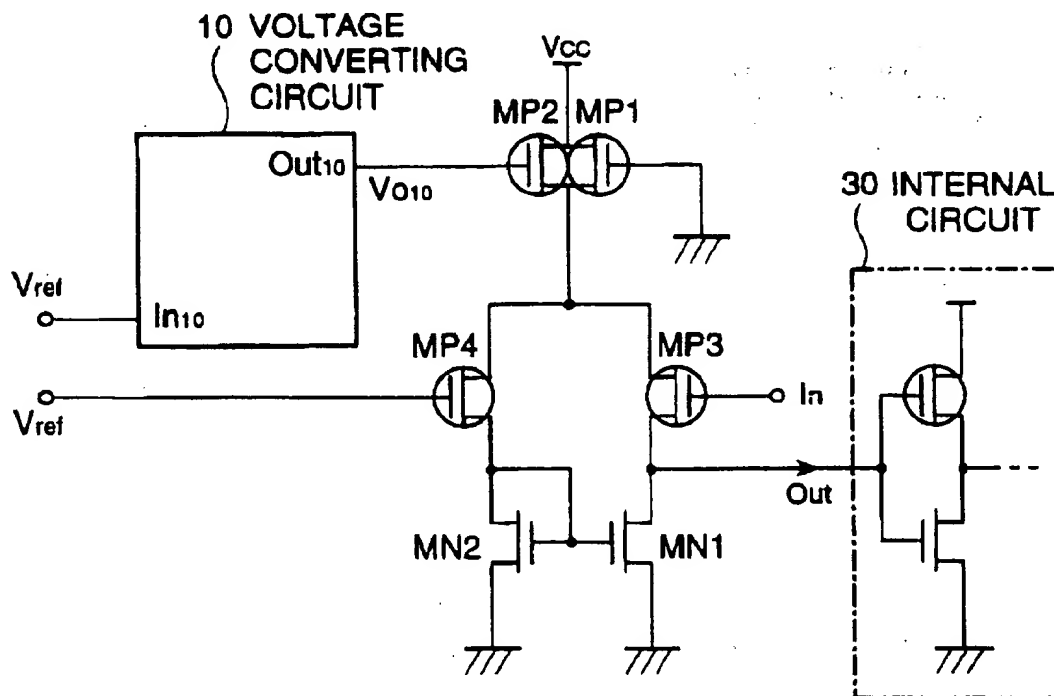 10 VOLTAGE
CONVERTING
CIRCUIT
Vcc
MP2 MP1
Out10
Vo10
30 INTERNAL
CIRCUIT
Vref
In10
MP4
MP3
Vref
In
Out
MN2
MN1